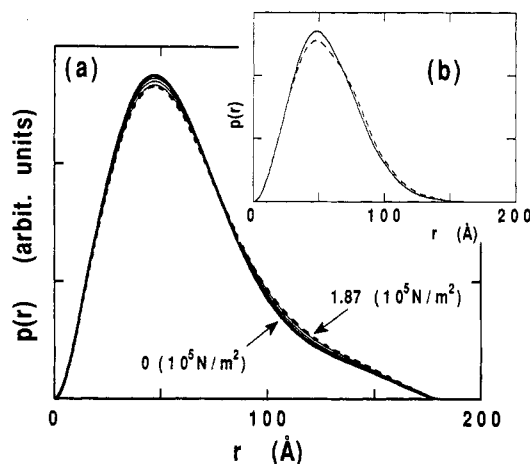 (a)
(b)
p(r)
0
100
200
r (Å)
p(r) (arbit. units)
1.87 (10⁵N/m²)
0 (10⁵N/m²)
0
100
200
r (Å)